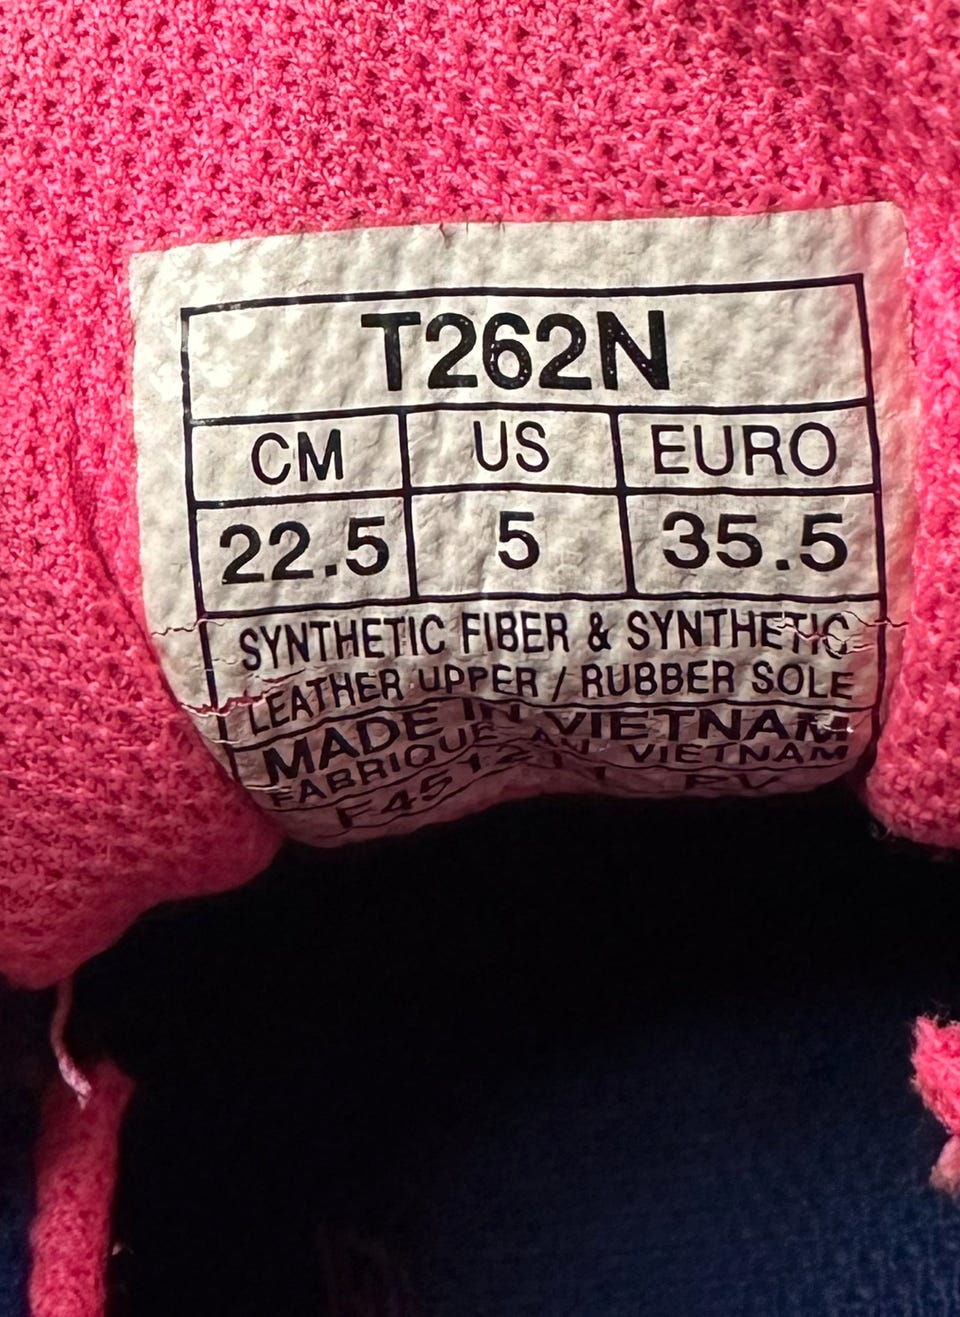 T262N
CM US EURO
22.5 5 35.5
SYNTHETIC FIBER & SYNTHETIC
LEATHER UPPER / RUBBER SOLE
MADE IN VIETNAM
FABRIQUE AU VIETNAM